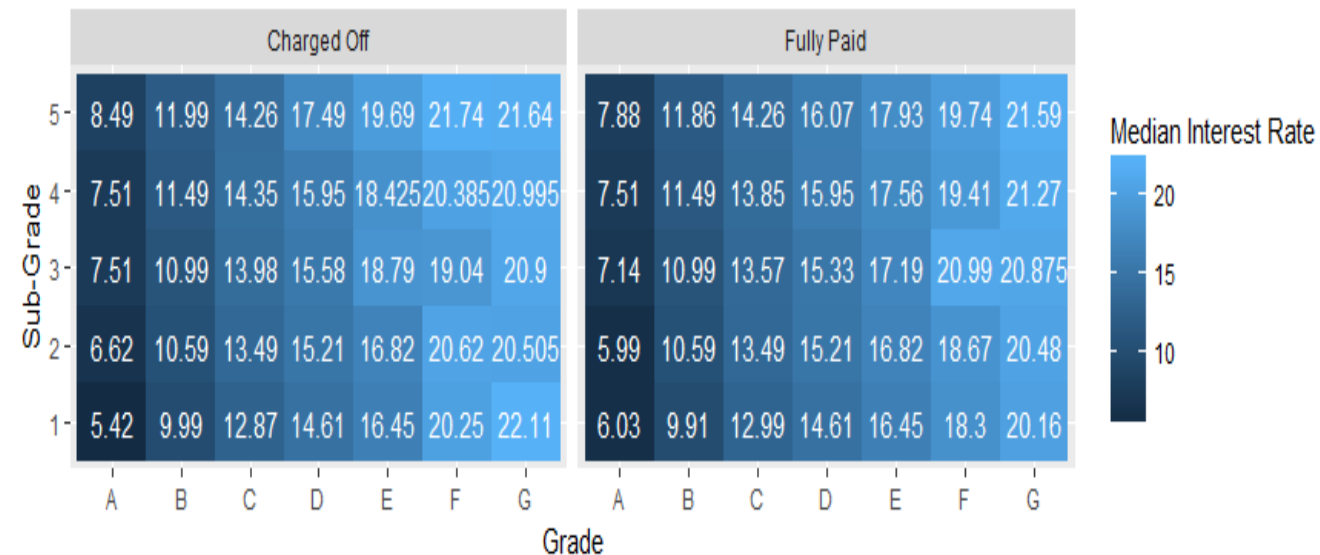 Charged Off Fully Paid
5 8.49 11.99 14.26 17.49 19.69 21.74 21.64 7.88 11.86 14.26 16.07 17.93 19.74 21.59
4 7.51 11.49 14.35 15.95 18.425 20.385 20.995 7.51 11.49 13.85 15.95 17.56 19.41 21.27
3 7.51 10.99 13.98 15.58 18.79 19.04 20.9 7.14 10.99 13.57 15.33 17.19 20.99 20.875
2 6.62 10.59 13.49 15.21 16.82 20.62 20.505 5.99 10.59 13.49 15.21 16.82 18.67 20.48
1 5.42 9.99 12.87 14.61 16.45 20.25 22.11 6.03 9.91 12.99 14.61 16.45 18.3 20.16
A B C D E F G A B C D E F G
Grade
Sub-Grade
Median Interest Rate
20
15
10